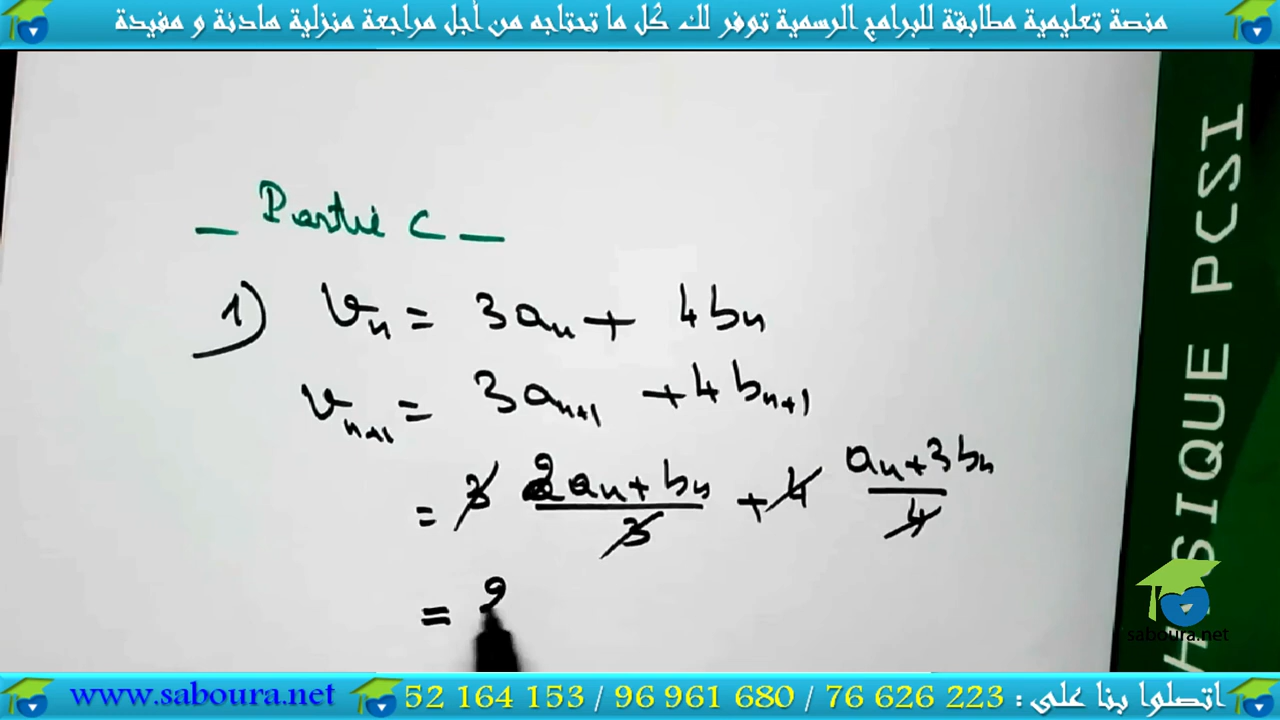 منصة تعليمية مطابقة للبرامج الرسمية توفر لك كل ما تحتاجه من أجل مراجعة منزلية هادئة و مفيدة
_ Partie C _
1) vₙ = 3aₙ + 4bₙ
vₙ₊₁ = 3aₙ₊₁ + 4bₙ₊₁
= 3 (2aₙ + bₙ)/3 + 4 (aₙ + 3bₙ)/4
= 2
HYSIQUE PCSI
saboura.net
www.saboura.net 52 164 153 / 96 961 680 / 76 626 223 : اتصلوا بنا على